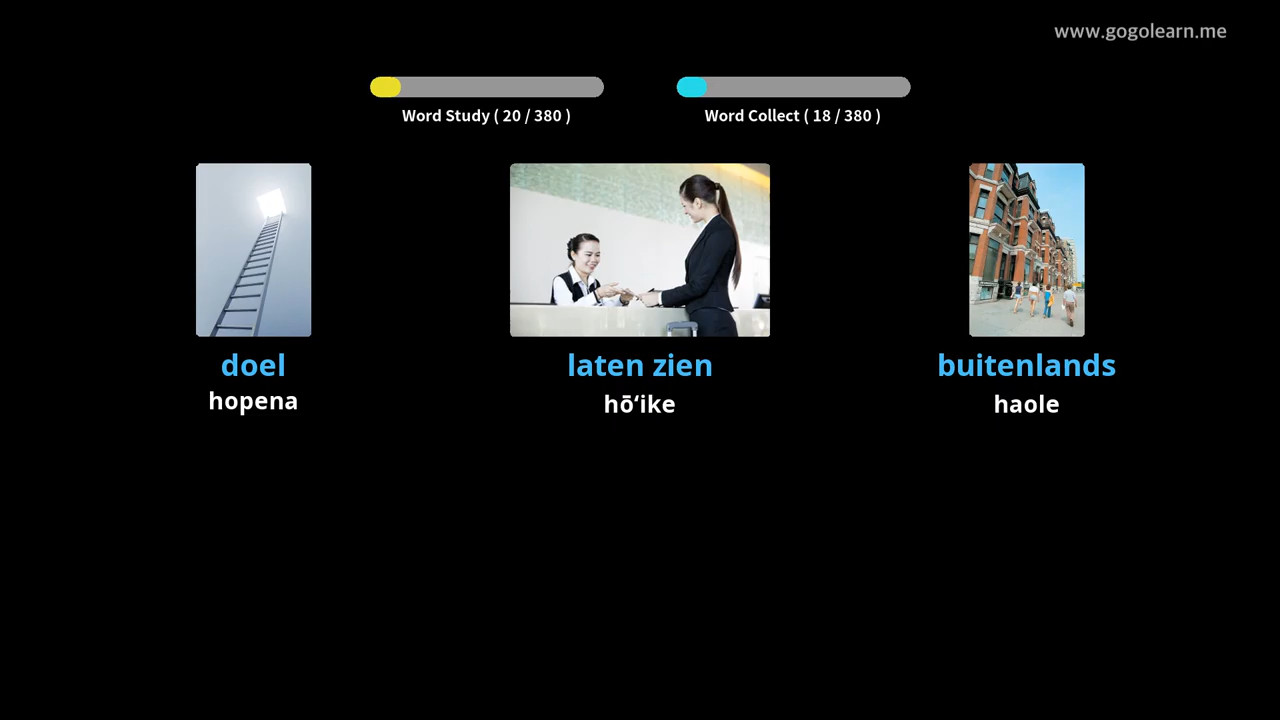 www.gogolearn.me
Word Study ( 20 / 380 )
Word Collect ( 18 / 380 )
doel
hopena
laten zien
hōʻike
buitenlands
haole